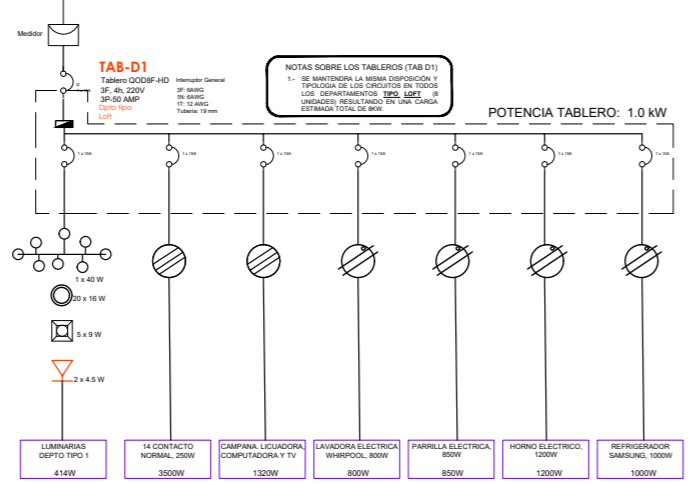 Medidor
TAB-D1
Tablero QOD8F-HD
3F, 4h, 220V
3P-50 AMP
Dpto tipo
Loft
Interruptor General
3F: 6AWG
1N: 6AWG
1T: 12 AWG
Tuberia: 19 mm
NOTAS SOBRE LOS TABLEROS (TAB D1)
1.- SE MANTENDRA LA MISMA DISPOSICIÓN Y
TIPOLOGIA DE LOS CIRCUITOS EN TODOS
LOS DEPARTAMENTOS TIPO LOFT (8
UNIDADES) RESULTANDO EN UNA CARGA
ESTIMADA TOTAL DE 8KW.
POTENCIA TABLERO: 1.0 kW
1 x 40 W
20 x 16 W
5 x 9 W
2 x 4.5 W
LUMINARIAS
DEPTO TIPO 1
414W
14 CONTACTO
NORMAL, 250W
3500W
CAMPANA. LICUADORA,
COMPUTADORA Y TV
1320W
LAVADORA ELECTRICA
WHIRPOOL, 800W
800W
PARRILLA ELECTRICA,
850W
850W
HORNO ELECTRICO,
1200W
1200W
REFRIGERADOR
SAMSUNG, 1000W
1000W